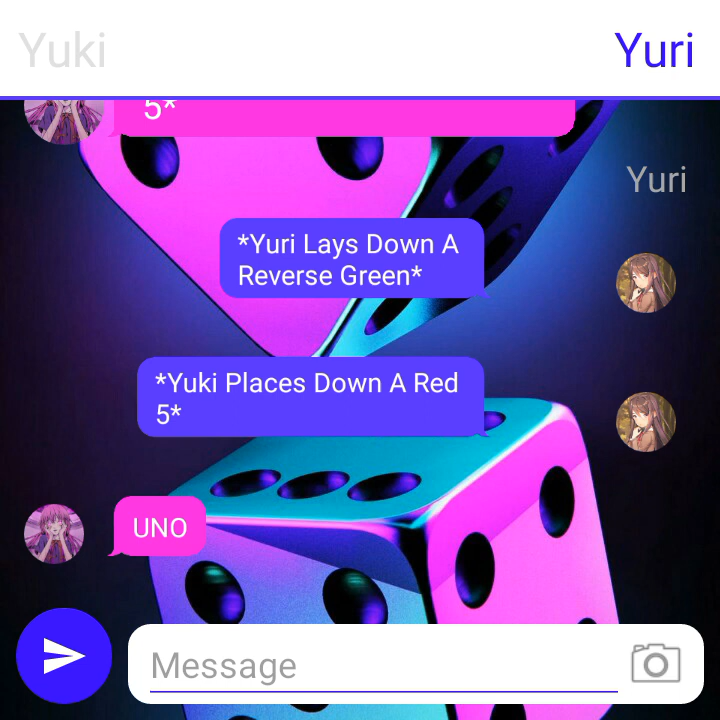 Yuki
Yuri
5*
Yuri
*Yuri Lays Down A
Reverse Green*
*Yuki Places Down A Red
5*
UNO
Message